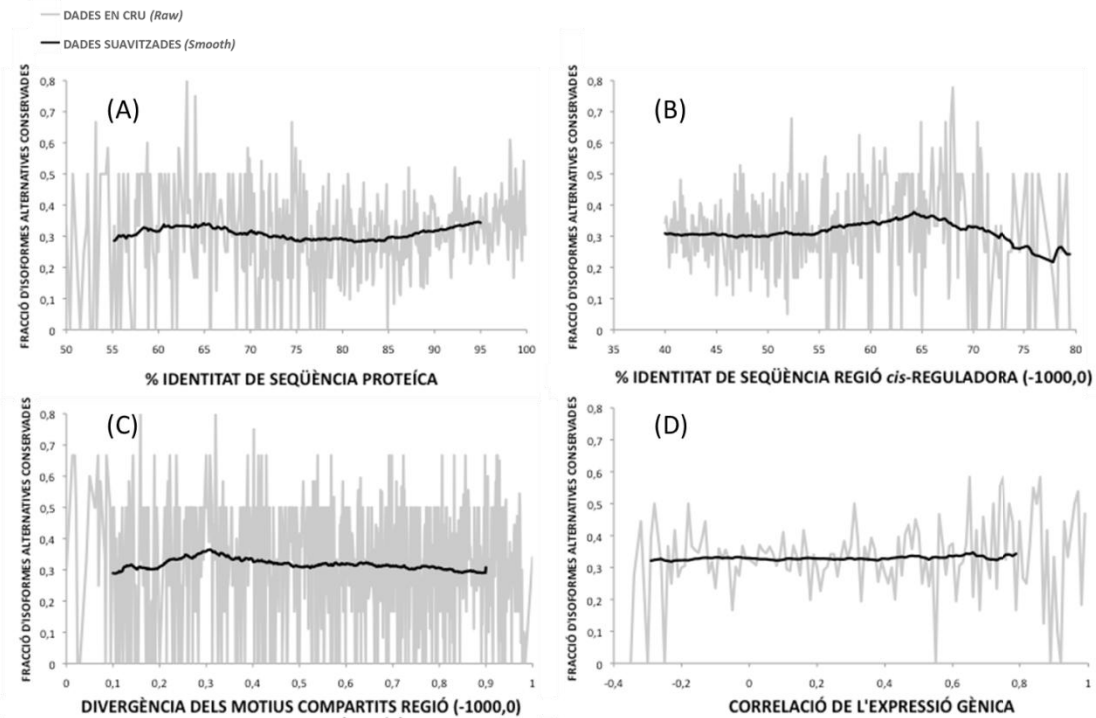 DADES EN CRU (Raw)
DADES SUAVITZADES (Smooth)
FRACCIÓ D'ISOFORMES ALTERNATIVES CONSERVADES
0,8
0,7
0,6
0,5
0,4
0,3
0,2
0,1
0
(A)
50 55 60 65 70 75 80 85 90 95 100
% IDENTITAT DE SEQÜÈNCIA PROTEÍCA
FRACCIÓ D'ISOFORMES ALTERNATIVES CONSERVADES
0,8
0,7
0,6
0,5
0,4
0,3
0,2
0,1
0
(B)
35 40 45 50 55 60 65 70 75 80
% IDENTITAT DE SEQÜÈNCIA REGIÓ cis-REGULADORA (-1000,0)
FRACCIÓ D'ISOFORMES ALTERNATIVES CONSERVADES
0,8
0,7
0,6
0,5
0,4
0,3
0,2
0,1
0
(C)
0 0,1 0,2 0,3 0,4 0,5 0,6 0,7 0,8 0,9 1
DIVERGÈNCIA DELS MOTIUS COMPARTITS REGIÓ (-1000,0)
FRACCIÓ D'ISOFORMES ALTERNATIVES CONSERVADES
0,8
0,7
0,6
0,5
0,4
0,3
0,2
0,1
0
(D)
-0,4 -0,2 0 0,2 0,4 0,6 0,8 1
CORRELACIÓ DE L'EXPRESSIÓ GÈNICA